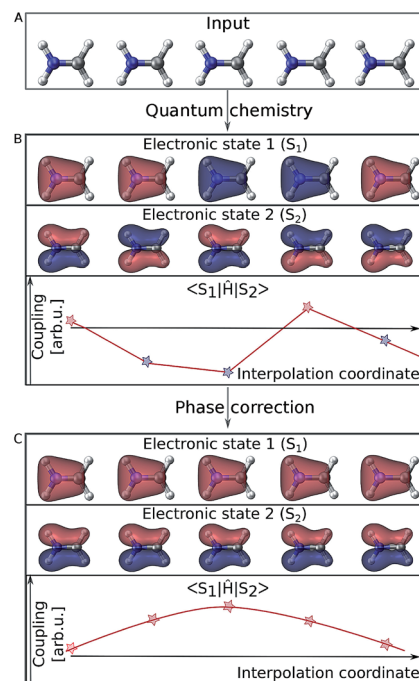 A
Input
Quantum chemistry
B
Electronic state 1 (S₁)
Electronic state 2 (S₂)
<S₁|Ĥ|S₂>
Coupling
[arb.u.]
Interpolation coordinate
Phase correction
C
Electronic state 1 (S₁)
Electronic state 2 (S₂)
<S₁|Ĥ|S₂>
Coupling
[arb.u.]
Interpolation coordinate